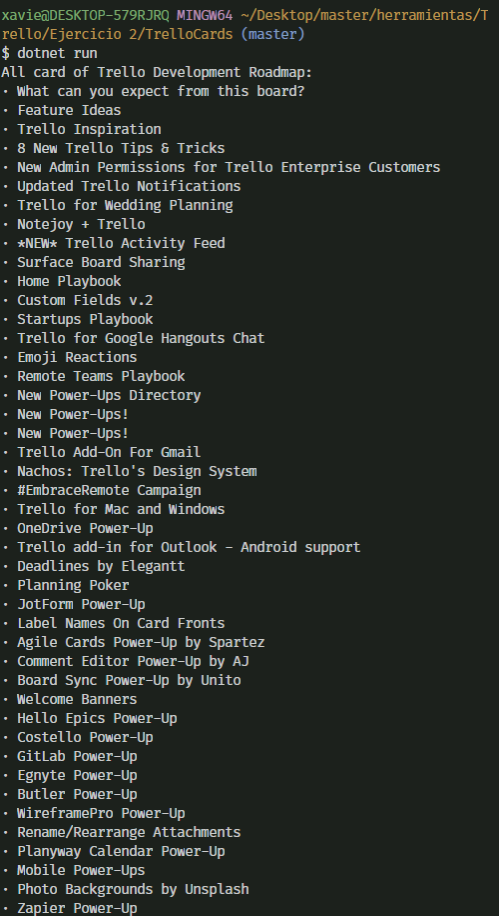 xavie@DESKTOP-579RJRQ MINGW64 ~/Desktop/master/herramientas/T
rello/Ejercicio 2/TrelloCards (master)
$ dotnet run
All card of Trello Development Roadmap:
· What can you expect from this board?
· Feature Ideas
· Trello Inspiration
· 8 New Trello Tips & Tricks
· New Admin Permissions for Trello Enterprise Customers
· Updated Trello Notifications
· Trello for Wedding Planning
· Notejoy + Trello
· *NEW* Trello Activity Feed
· Surface Board Sharing
· Home Playbook
· Custom Fields v.2
· Startups Playbook
· Trello for Google Hangouts Chat
· Emoji Reactions
· Remote Teams Playbook
· New Power-Ups Directory
· New Power-Ups!
· New Power-Ups!
· Trello Add-On For Gmail
· Nachos: Trello's Design System
· #EmbraceRemote Campaign
· Trello for Mac and Windows
· OneDrive Power-Up
· Trello add-in for Outlook - Android support
· Deadlines by Elegantt
· Planning Poker
· JotForm Power-Up
· Label Names On Card Fronts
· Agile Cards Power-Up by Spartez
· Comment Editor Power-Up by AJ
· Board Sync Power-Up by Unito
· Welcome Banners
· Hello Epics Power-Up
· Costello Power-Up
· GitLab Power-Up
· Egnyte Power-Up
· Butler Power-Up
· WireframePro Power-Up
· Rename/Rearrange Attachments
· Planyway Calendar Power-Up
· Mobile Power-Ups
· Photo Backgrounds by Unsplash
· Zapier Power-Up